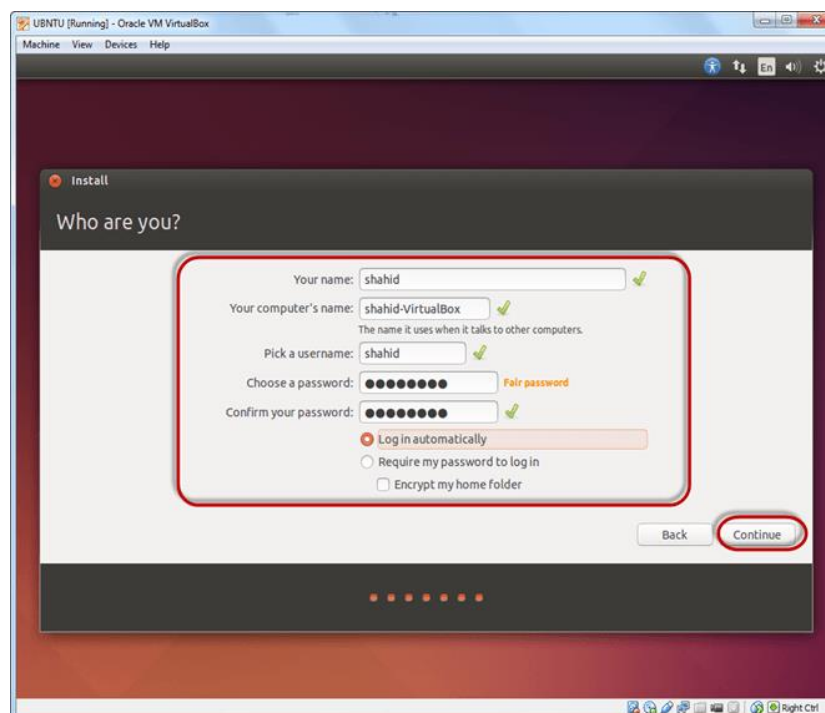 UBNTU [Running] - Oracle VM VirtualBox
Machine View Devices Help
En
Install
Who are you?
Your name: shahid
Your computer's name: shahid-VirtualBox
The name it uses when it talks to other computers.
Pick a username: shahid
Choose a password: ●●●●●●●● Fair password
Confirm your password: ●●●●●●●●
Log in automatically
Require my password to log in
Encrypt my home folder
Back Continue
Right Ctrl